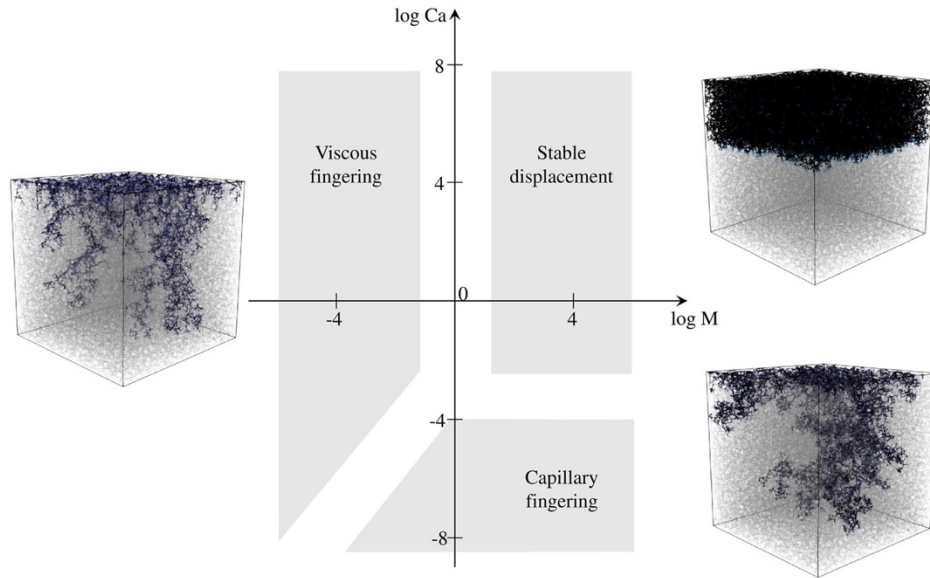 log Ca
8
Viscous
fingering
Stable
displacement
4
0
-4
4
log M
-4
Capillary
fingering
-8